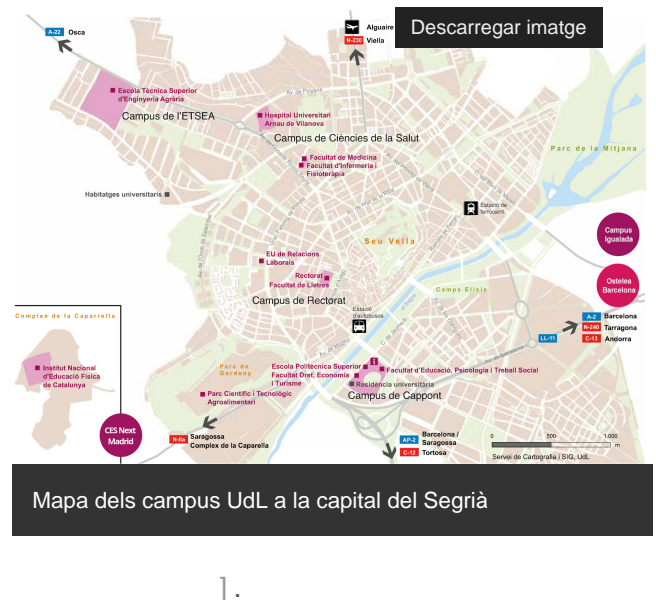 Descarregar imatge
A-22 Osca
Alguaire
N-230 Viella
Escola Tècnica Superior
d'Enginyeria Agrària
Campus de l'ETSEA
Hospital Universitari
Arnau de Vilanova
Campus de Ciències de la Salut
Facultat de Medicina
Facultat d'Infermeria i
Fisioteràpia
Parc de la Mitjana
Habitatges universitaris
Estació de
ferrocarril
Seu Vella
Campus
Igualada
EU de Relacions
Laborals
Rectorat
Facultat de Lletres
Campus de Rectorat
Ostelea
Barcelona
Camps Elisis
Complex de la Caparrella
Estació
d'autobusos
A-2 Barcelona
N-240 Tarragona
C-13 Andorra
LL-11
Institut Nacional
d'Educació Física
de Catalunya
Parc de
Gardeny
Escola Politècnica Superior
Facultat Dret, Economia
i Turisme
i
Facultat d'Educació, Psicologia i Treball Social
Residència universitària
Campus de Cappont
Parc Científic i Tecnològic
Agroalimentari
CES Next
Madrid
N-IIa Saragossa
Complex de la Caparella
AP-2 Barcelona /
Saragossa
C-12 Tortosa
0 500 1.000
m
Servei de Cartografia i SIG, UdL
Mapa dels campus UdL a la capital del Segrià
].